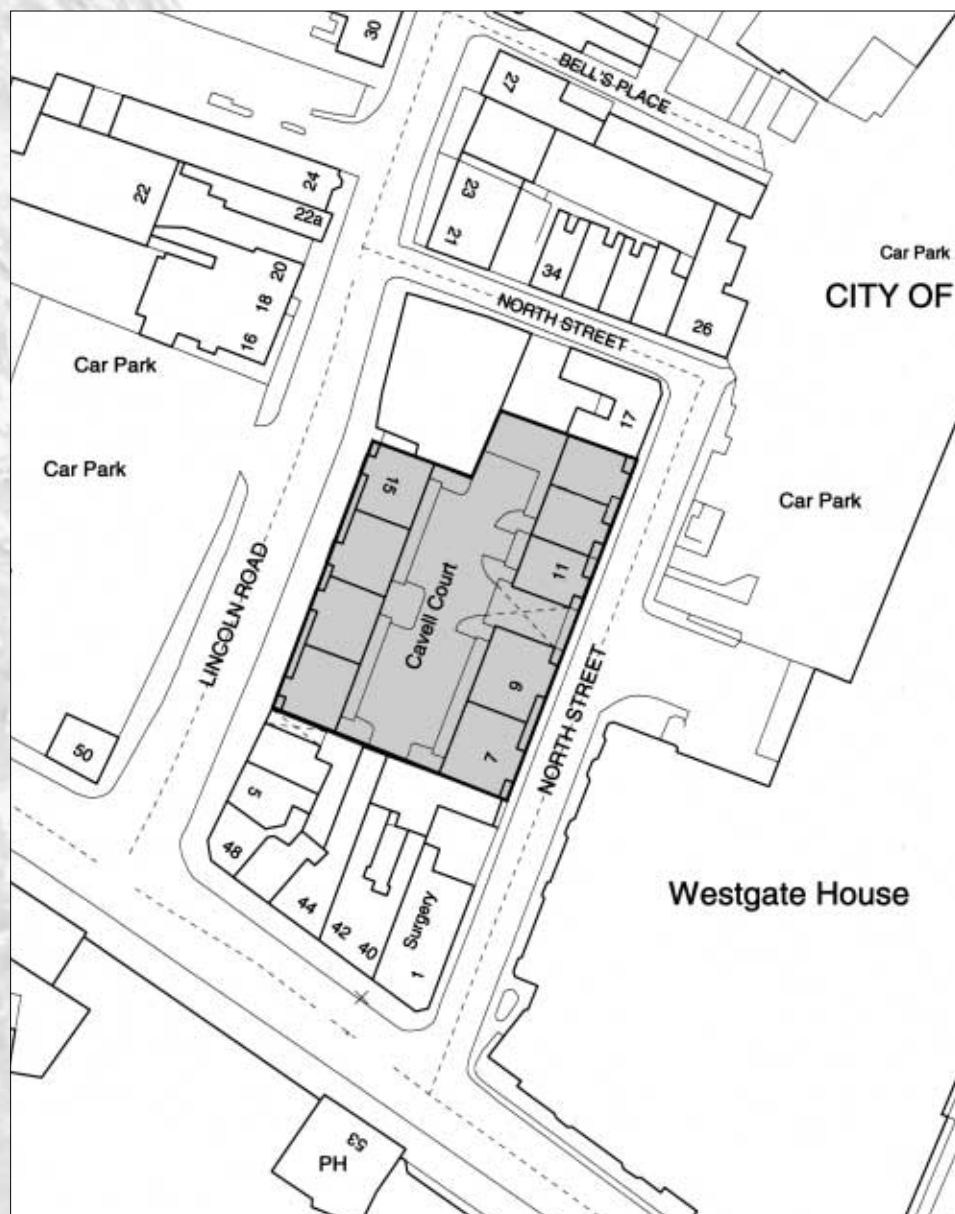 30
BELL'S PLACE
27
24
22
22a
23
21
20
18
16
34
26
NORTH STREET
Car Park
CITY OF
Car Park
Car Park
17
15
Car Park
11
LINCOLN ROAD
Cavell Court
9
7
NORTH STREET
50
5
48
44
42
40
Surgery
1
Westgate House
53
PH